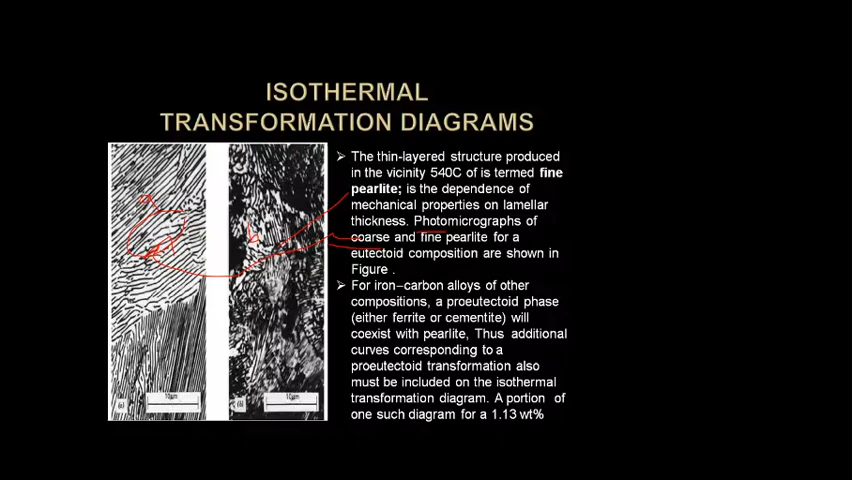 ISOTHERMAL
TRANSFORMATION DIAGRAMS
a
b
(a)
10µm
(b)
10µm
➢ The thin-layered structure produced
in the vicinity 540C of is termed fine
pearlite; is the dependence of
mechanical properties on lamellar
thickness. Photomicrographs of
coarse and fine pearlite for a
eutectoid composition are shown in
Figure .
➢ For iron–carbon alloys of other
compositions, a proeutectoid phase
(either ferrite or cementite) will
coexist with pearlite, Thus additional
curves corresponding to a
proeutectoid transformation also
must be included on the isothermal
transformation diagram. A portion of
one such diagram for a 1.13 wt%